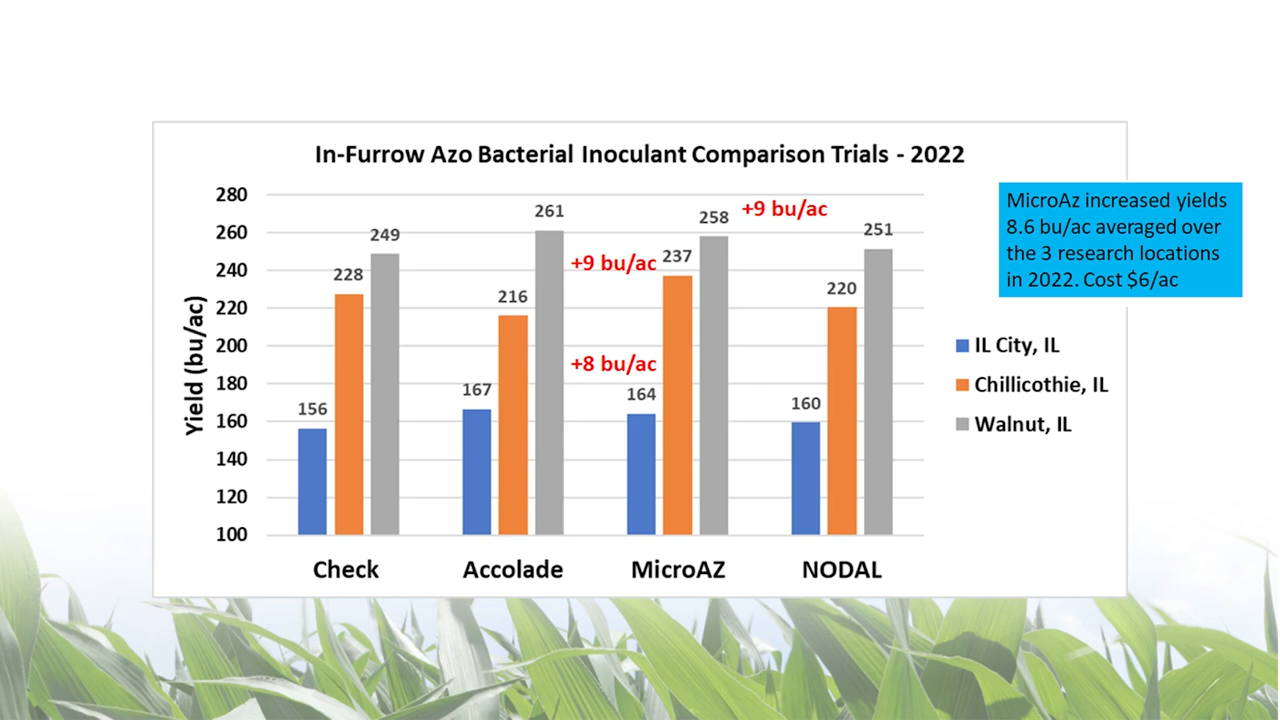 In-Furrow Azo Bacterial Inoculant Comparison Trials - 2022
Yield (bu/ac)
280
260
240
220
200
180
160
140
120
100
156
228
249
167
216
261
+9 bu/ac
+8 bu/ac
164
237
258
+9 bu/ac
160
220
251
Check
Accolade
MicroAZ
NODAL
IL City, IL
Chillicothie, IL
Walnut, IL
MicroAz increased yields
8.6 bu/ac averaged over
the 3 research locations
in 2022. Cost $6/ac